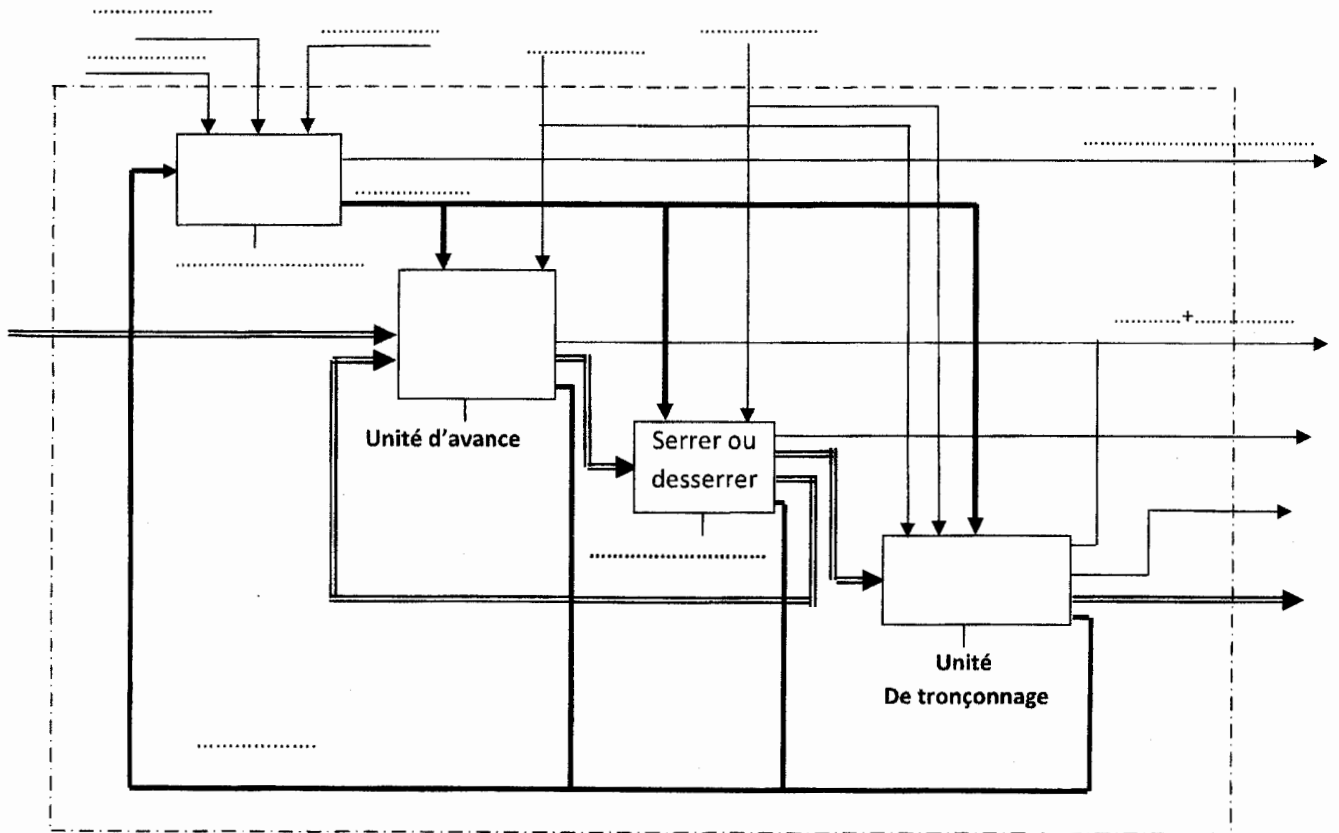 +
Unité d'avance
Serrer ou
desserrer
Unité
De tronçonnage